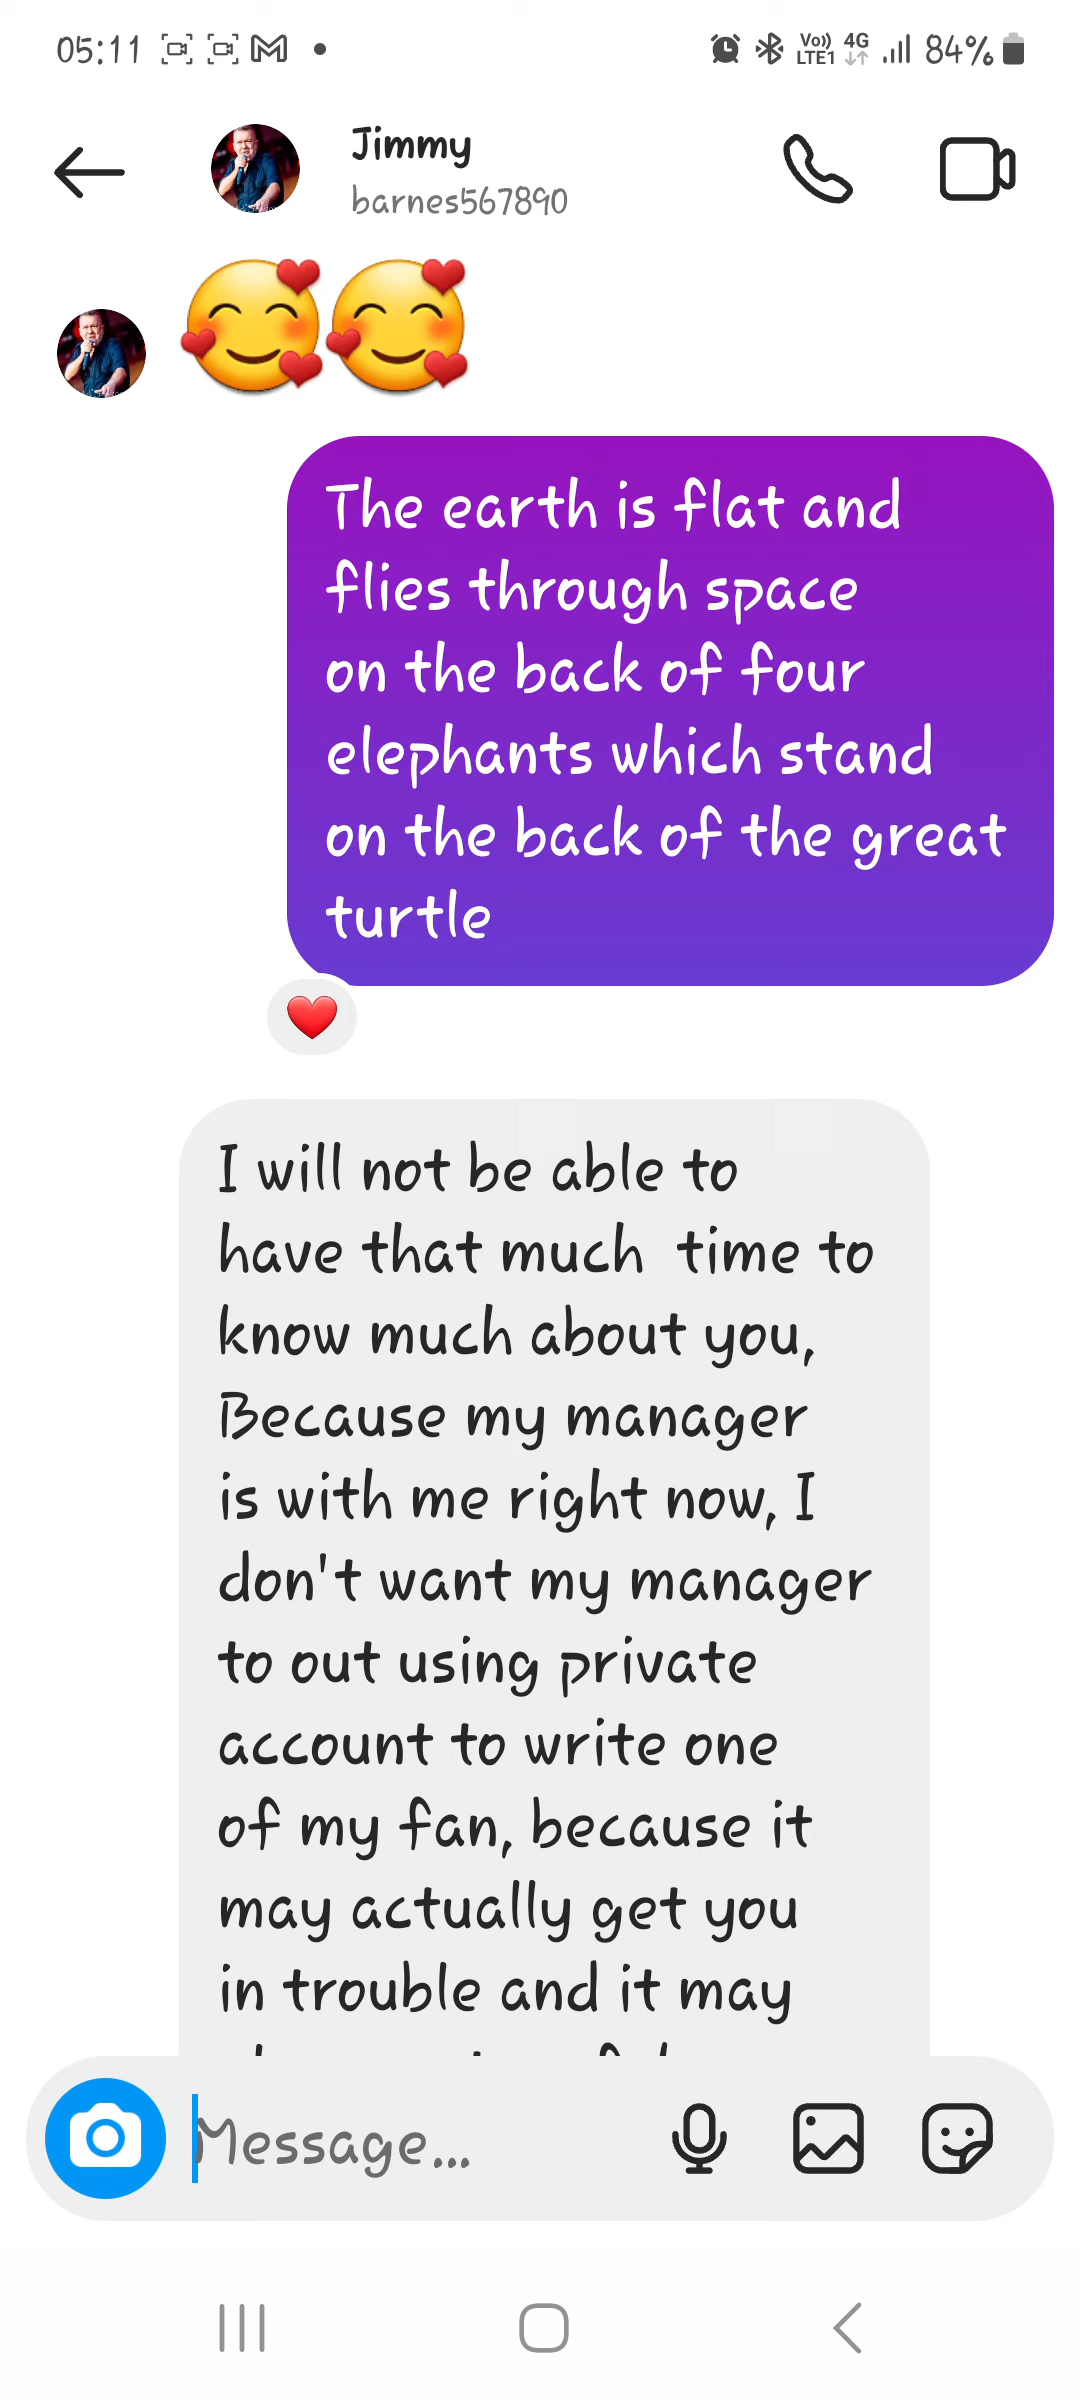 05:11 Vo)) LTE1 4G 84%
Jimmy
barnes567890
The earth is flat and
flies through space
on the back of four
elephants which stand
on the back of the great
turtle
I will not be able to
have that much time to
know much about you,
Because my manager
is with me right now, I
don't want my manager
to out using private
account to write one
of my fan, because it
may actually get you
in trouble and it may
Message...